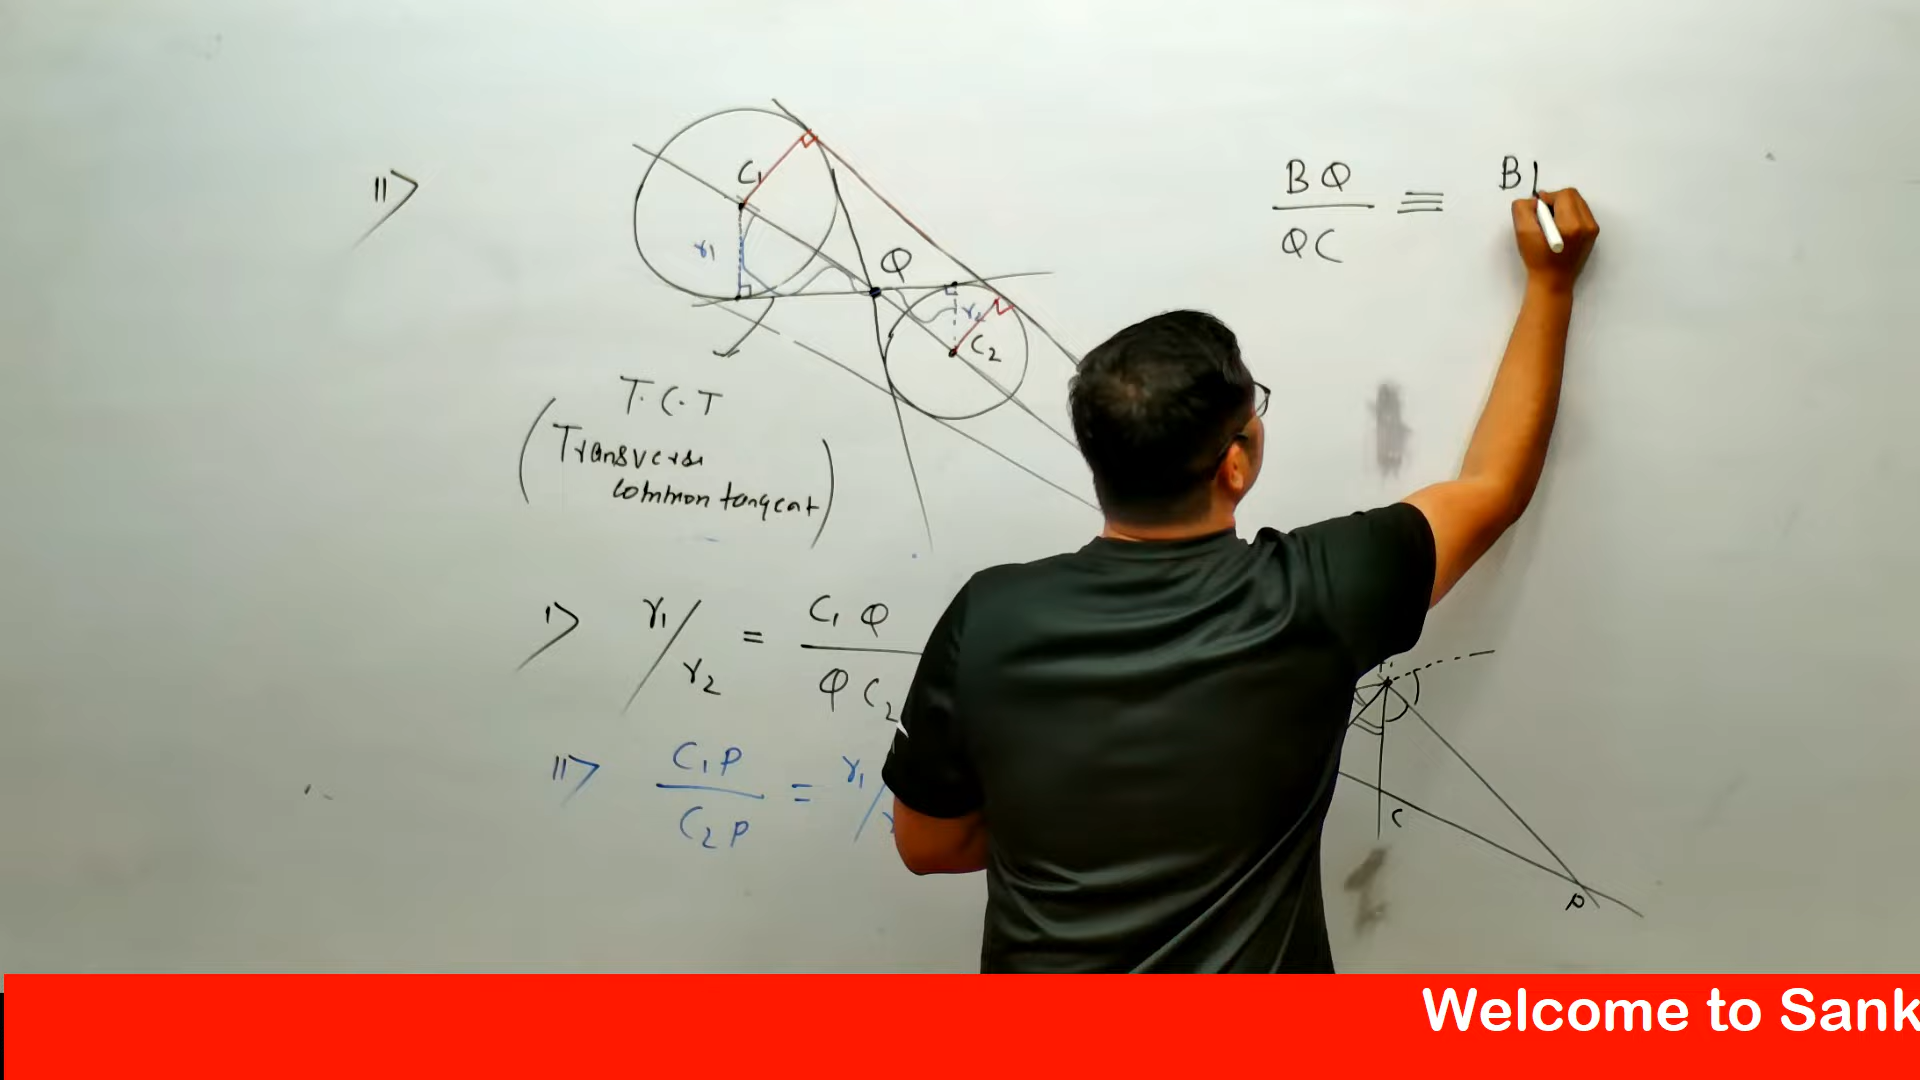 ||>
C₁
r₁
Q
r₂
C₂
T.C.T
(Transverse
common tangent)
I> r₁/r₂ = C₁Q / QC₂
II> C₁P / C₂P = r₁/
BQ / QC ≡ B
C
P
Welcome to Sank